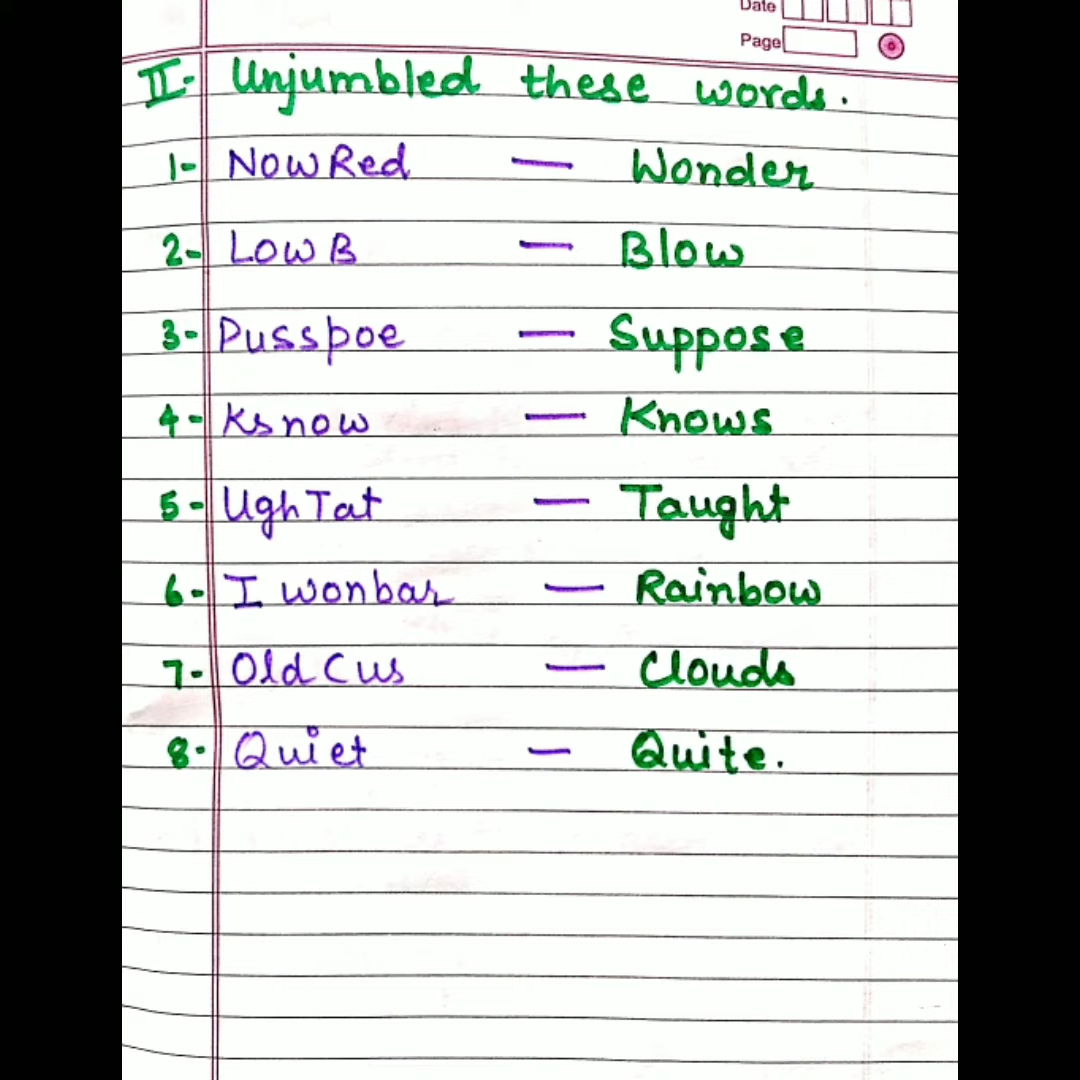 Date
Page
II- Unjumbled these words.
1- NowRed — Wonder
2- LowB — Blow
3- Pusspoe — Suppose
4- Ksnow — Knows
5- UghTat — Taught
6- I wonbar — Rainbow
7- OldCus — Clouds
8- Quiet — Quite.